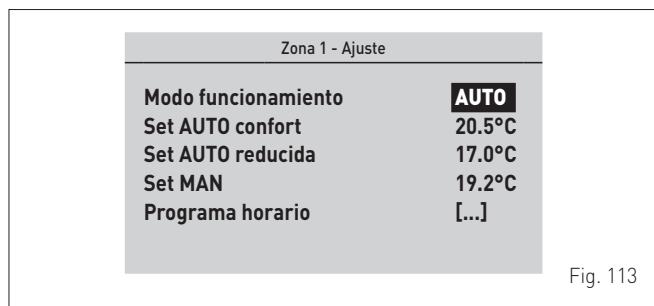 Zona 1 - Ajuste
Modo funcionamiento AUTO
Set AUTO confort 20.5°C
Set AUTO reducida 17.0°C
Set MAN 19.2°C
Programa horario [...]
Fig. 113